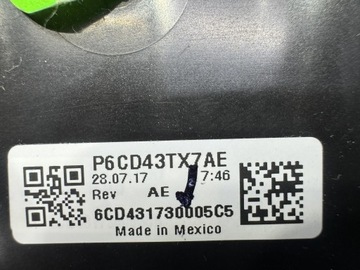 P6CD43TX7AE
28.07.17 7:46
Rev AE
6CD431730005C5
Made in Mexico